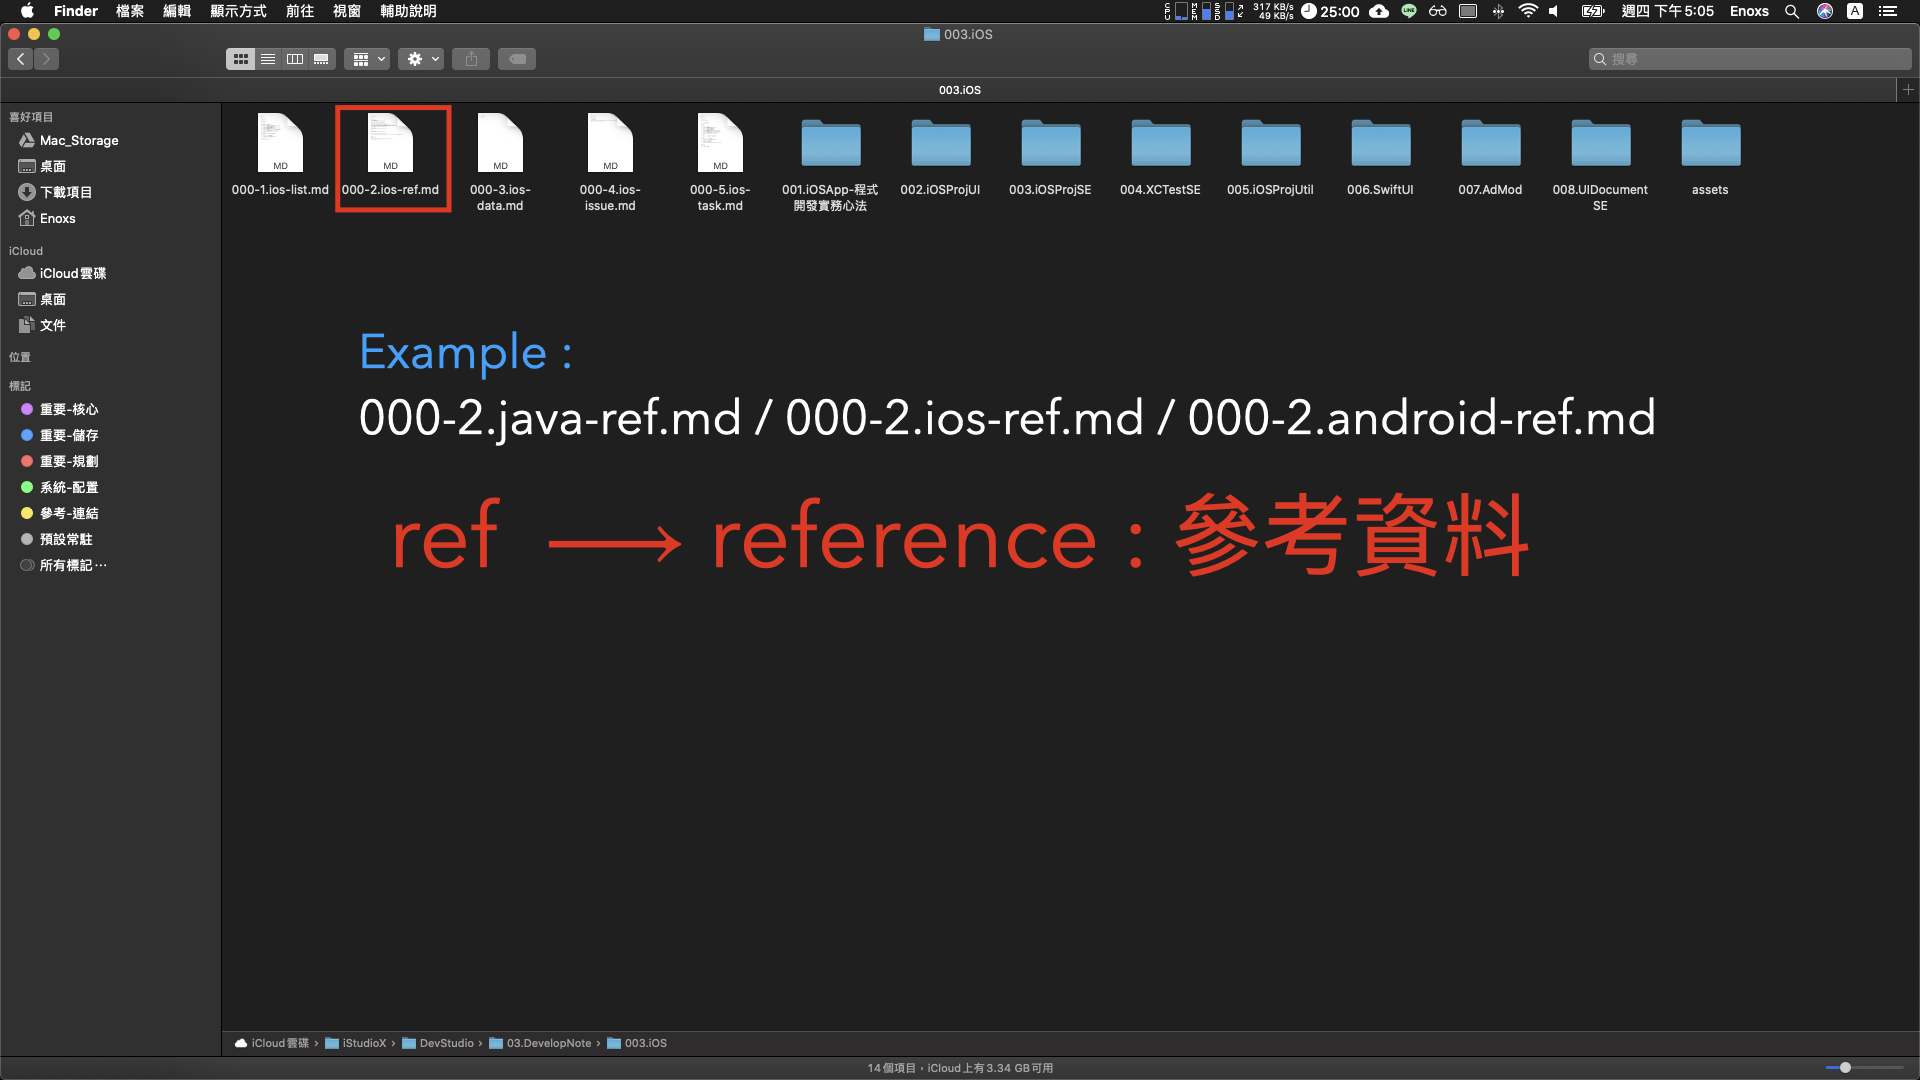 Finder 檔案 編輯 顯示方式 前往 視窗 輔助說明
CPU MEM SSD 317 KB/s 49 KB/s 25:00 LINE 週四 下午5:05 Enoxs A
003.iOS
搜尋
003.iOS
喜好項目
Mac_Storage
桌面
下載項目
Enoxs
iCloud
iCloud雲碟
桌面
文件
位置
標記
重要-核心
重要-儲存
重要-規劃
系統-配置
參考-連結
預設常駐
所有標記⋯
MD
000-1.ios-list.md
MD
000-2.ios-ref.md
MD
000-3.ios-
data.md
MD
000-4.ios-
issue.md
MD
000-5.ios-
task.md
001.iOSApp-程式
開發實務心法
002.iOSProjUI
003.iOSProjSE
004.XCTestSE
005.iOSProjUtil
006.SwiftUI
007.AdMod
008.UIDocument
SE
assets
Example :
000-2.java-ref.md / 000-2.ios-ref.md / 000-2.android-ref.md
ref ⟶ reference : 參考資料
iCloud雲碟 › iStudioX › DevStudio › 03.DevelopNote › 003.iOS
14 個項目，iCloud上有3.34 GB可用